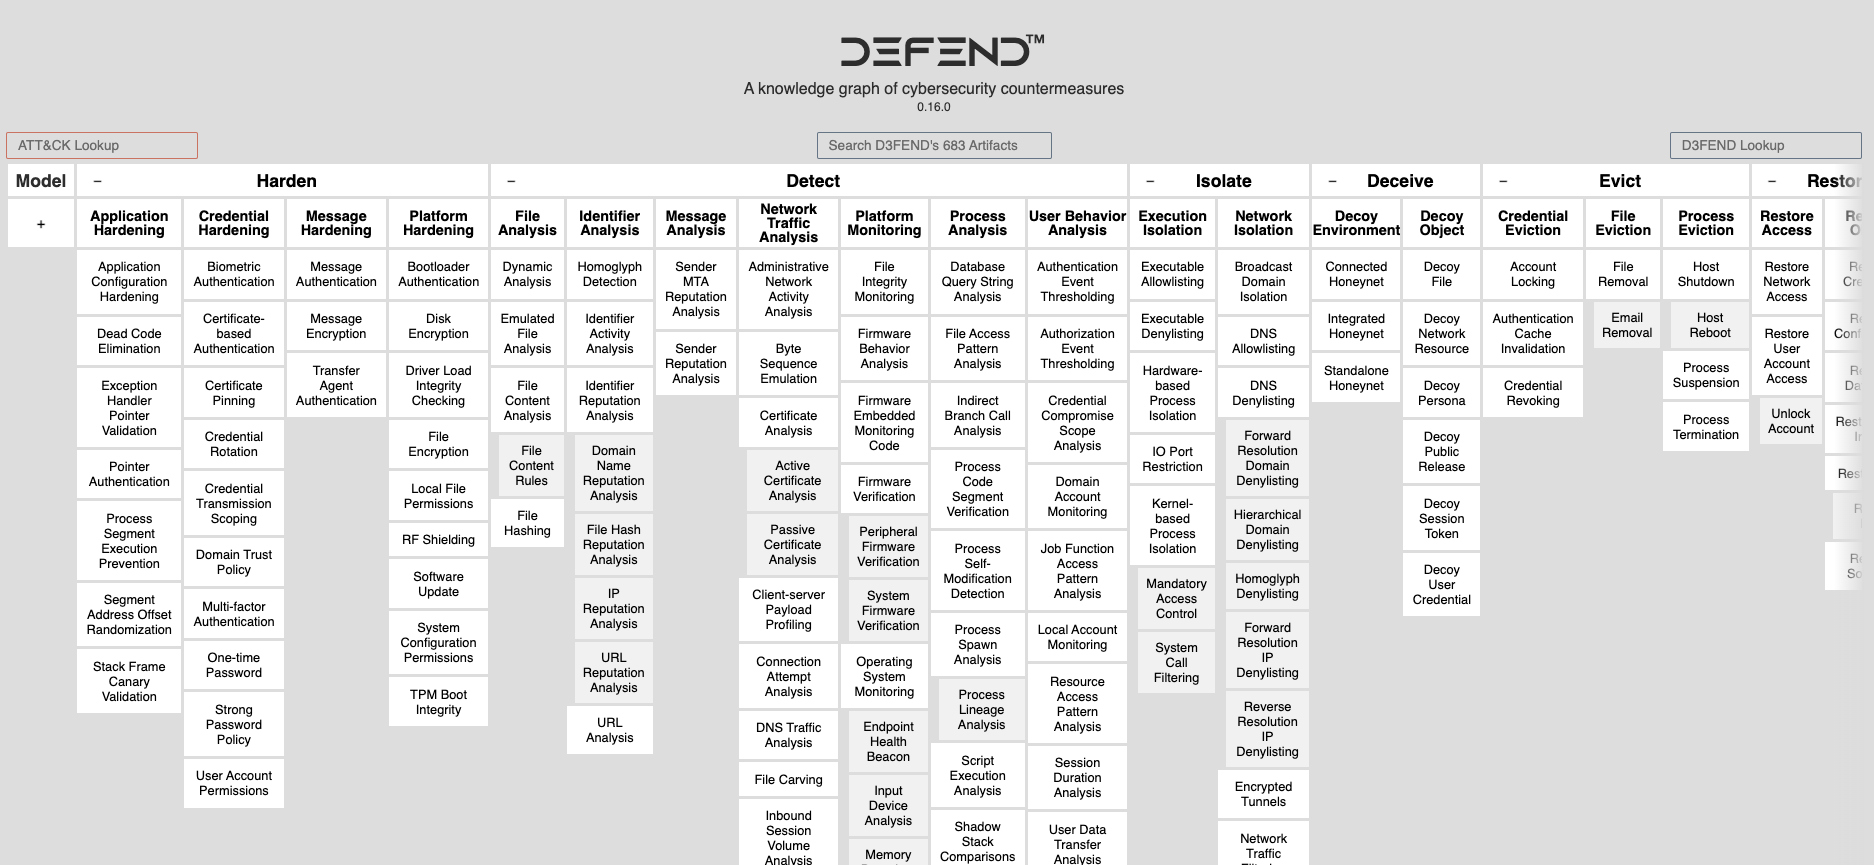 D3FEND™
A knowledge graph of cybersecurity countermeasures
0.16.0
ATT&CK Lookup
Search D3FEND's 683 Artifacts
D3FEND Lookup
Model
–
Harden
–
Detect
–
Isolate
–
Deceive
–
Evict
–
+
Application
Hardening
Credential
Hardening
Message
Hardening
Platform
Hardening
File
Analysis
Identifier
Analysis
Message
Analysis
Network
Traffic
Analysis
Platform
Monitoring
Process
Analysis
User Behavior
Analysis
Execution
Isolation
Network
Isolation
Decoy
Environment
Decoy
Object
Credential
Eviction
File
Eviction
Process
Eviction
Restore
Access
Application
Configuration
Hardening
Dead Code
Elimination
Exception
Handler
Pointer
Validation
Pointer
Authentication
Process
Segment
Execution
Prevention
Segment
Address Offset
Randomization
Stack Frame
Canary
Validation
Biometric
Authentication
Certificate-
based
Authentication
Certificate
Pinning
Credential
Rotation
Credential
Transmission
Scoping
Domain Trust
Policy
Multi-factor
Authentication
One-time
Password
Strong
Password
Policy
User Account
Permissions
Message
Authentication
Message
Encryption
Transfer
Agent
Authentication
Bootloader
Authentication
Disk
Encryption
Driver Load
Integrity
Checking
File
Encryption
Local File
Permissions
RF Shielding
Software
Update
System
Configuration
Permissions
TPM Boot
Integrity
Dynamic
Analysis
Emulated
File
Analysis
File
Content
Analysis
File
Content
Rules
File
Hashing
Homoglyph
Detection
Identifier
Activity
Analysis
Identifier
Reputation
Analysis
Domain
Name
Reputation
Analysis
File Hash
Reputation
Analysis
IP
Reputation
Analysis
URL
Reputation
Analysis
URL
Analysis
Sender
MTA
Reputation
Analysis
Sender
Reputation
Analysis
Administrative
Network
Activity
Analysis
Byte
Sequence
Emulation
Certificate
Analysis
Active
Certificate
Analysis
Passive
Certificate
Analysis
Client-server
Payload
Profiling
Connection
Attempt
Analysis
DNS Traffic
Analysis
File Carving
Inbound
Session
Volume
Analysis
File
Integrity
Monitoring
Firmware
Behavior
Analysis
Firmware
Embedded
Monitoring
Code
Firmware
Verification
Peripheral
Firmware
Verification
System
Firmware
Verification
Operating
System
Monitoring
Endpoint
Health
Beacon
Input
Device
Analysis
Memory
Database
Query String
Analysis
File Access
Pattern
Analysis
Indirect
Branch Call
Analysis
Process
Code
Segment
Verification
Process
Self-
Modification
Detection
Process
Spawn
Analysis
Process
Lineage
Analysis
Script
Execution
Analysis
Shadow
Stack
Comparisons
Authentication
Event
Thresholding
Authorization
Event
Thresholding
Credential
Compromise
Scope
Analysis
Domain
Account
Monitoring
Job Function
Access
Pattern
Analysis
Local Account
Monitoring
Resource
Access
Pattern
Analysis
Session
Duration
Analysis
User Data
Transfer
Analysis
Executable
Allowlisting
Executable
Denylisting
Hardware-
based
Process
Isolation
IO Port
Restriction
Kernel-
based
Process
Isolation
Mandatory
Access
Control
System
Call
Filtering
Broadcast
Domain
Isolation
DNS
Allowlisting
DNS
Denylisting
Forward
Resolution
Domain
Denylisting
Hierarchical
Domain
Denylisting
Homoglyph
Denylisting
Forward
Resolution
IP
Denylisting
Reverse
Resolution
IP
Denylisting
Encrypted
Tunnels
Network
Traffic
Connected
Honeynet
Integrated
Honeynet
Standalone
Honeynet
Decoy
File
Decoy
Network
Resource
Decoy
Persona
Decoy
Public
Release
Decoy
Session
Token
Decoy
User
Credential
Account
Locking
Authentication
Cache
Invalidation
Credential
Revoking
File
Removal
Email
Removal
Host
Shutdown
Host
Reboot
Process
Suspension
Process
Termination
Restore
Network
Access
Restore
User
Account
Access
Unlock
Account